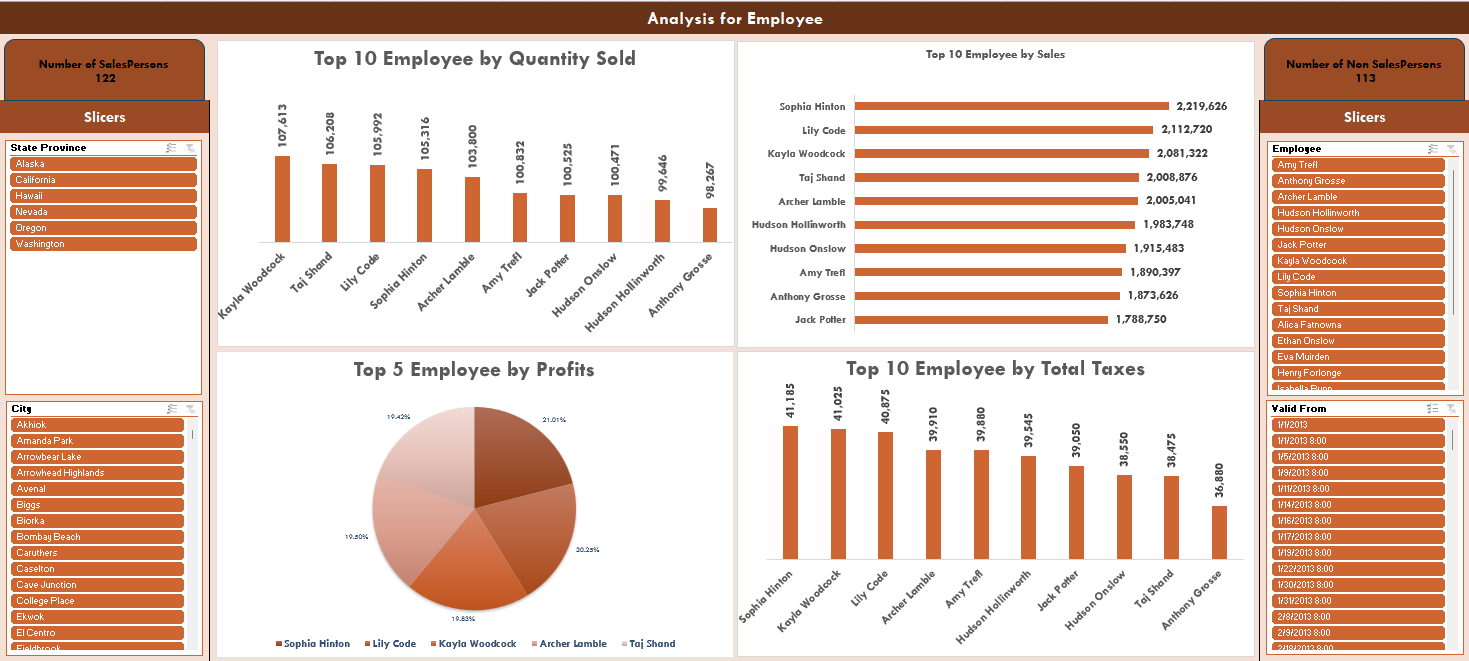 Analysis for Employee
Number of SalesPersons
122
Slicers
State Province
Alaska
California
Hawaii
Nevada
Oregon
Washington
City
Akhiok
Amanda Park
Arrowbear Lake
Arrowhead Highlands
Avenal
Biggs
Biorka
Bombay Beach
Caruthers
Caselton
Cave Junction
College Place
Ekwok
El Centro
Fieldbrook
Top 10 Employee by Quantity Sold
107,613
106,208
105,992
105,316
103,800
100,832
100,525
100,471
99,646
98,267
Kayla Woodcock
Taj Shand
Lily Code
Sophia Hinton
Archer Lamble
Amy Trefl
Jack Potter
Hudson Onslow
Hudson Hollinworth
Anthony Grosse
Top 10 Employee by Sales
Sophia Hinton 2,219,626
Lily Code 2,112,720
Kayla Woodcock 2,081,322
Taj Shand 2,008,876
Archer Lamble 2,005,041
Hudson Hollinworth 1,983,748
Hudson Onslow 1,915,483
Amy Trefl 1,890,397
Anthony Grosse 1,873,626
Jack Potter 1,788,750
Top 5 Employee by Profits
19.42%
21.01%
19.50%
20.25%
19.83%
Sophia Hinton Lily Code Kayla Woodcock Archer Lamble Taj Shand
Top 10 Employee by Total Taxes
41,185
41,025
40,875
39,910
39,880
39,545
39,050
38,550
38,475
36,880
Sophia Hinton
Kayla Woodcock
Lily Code
Archer Lamble
Amy Trefl
Hudson Hollinworth
Jack Potter
Hudson Onslow
Taj Shand
Anthony Grosse
Number of Non SalesPersons
113
Slicers
Employee
Amy Trefl
Anthony Grosse
Archer Lamble
Hudson Hollinworth
Hudson Onslow
Jack Potter
Kayla Woodcock
Lily Code
Sophia Hinton
Taj Shand
Alica Fatnowna
Ethan Onslow
Eva Muirden
Henry Forlonge
Isabella Rupp
Valid From
1/1/2013
1/1/2013 8:00
1/5/2013 8:00
1/9/2013 8:00
1/11/2013 8:00
1/14/2013 8:00
1/16/2013 8:00
1/17/2013 8:00
1/19/2013 8:00
1/22/2013 8:00
1/30/2013 8:00
1/31/2013 8:00
2/8/2013 8:00
2/9/2013 8:00
2/18/2013 8:00